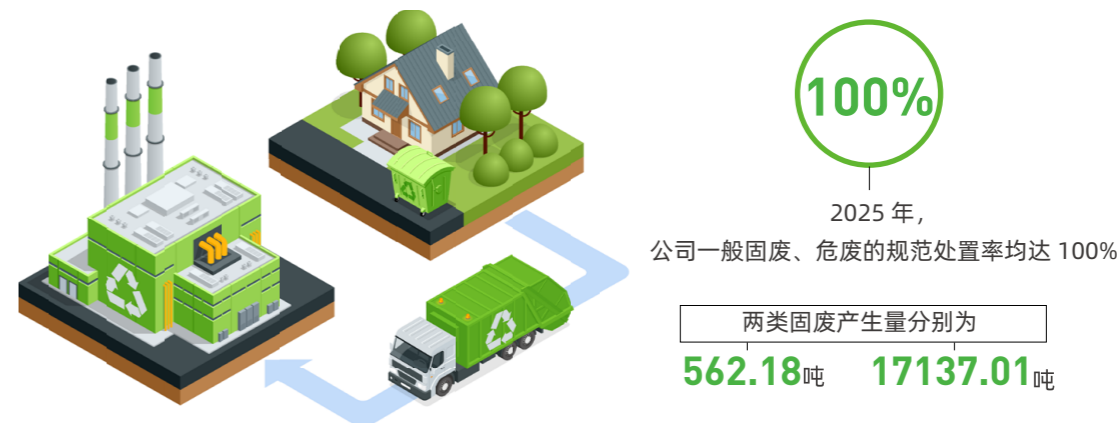 100%
2025 年，
公司一般固废、危废的规范处置率均达 100%
两类固废产生量分别为
562.18吨 17137.01吨